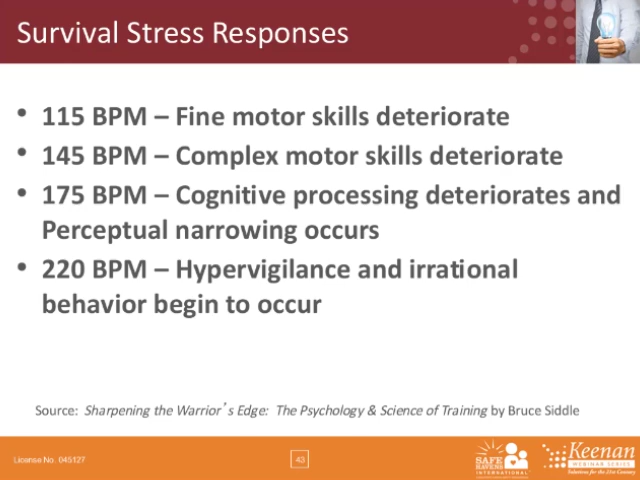 Survival Stress Responses
• 115 BPM – Fine motor skills deteriorate
• 145 BPM – Complex motor skills deteriorate
• 175 BPM – Cognitive processing deteriorates and
Perceptual narrowing occurs
• 220 BPM – Hypervigilance and irrational
behavior begin to occur
Source: Sharpening the Warrior's Edge: The Psychology & Science of Training by Bruce Siddle
License No. 045127
43
SAFE
HAVENS
INTERNATIONAL
Keenan
WEBINAR SERIES
Solutions for the 21st Century